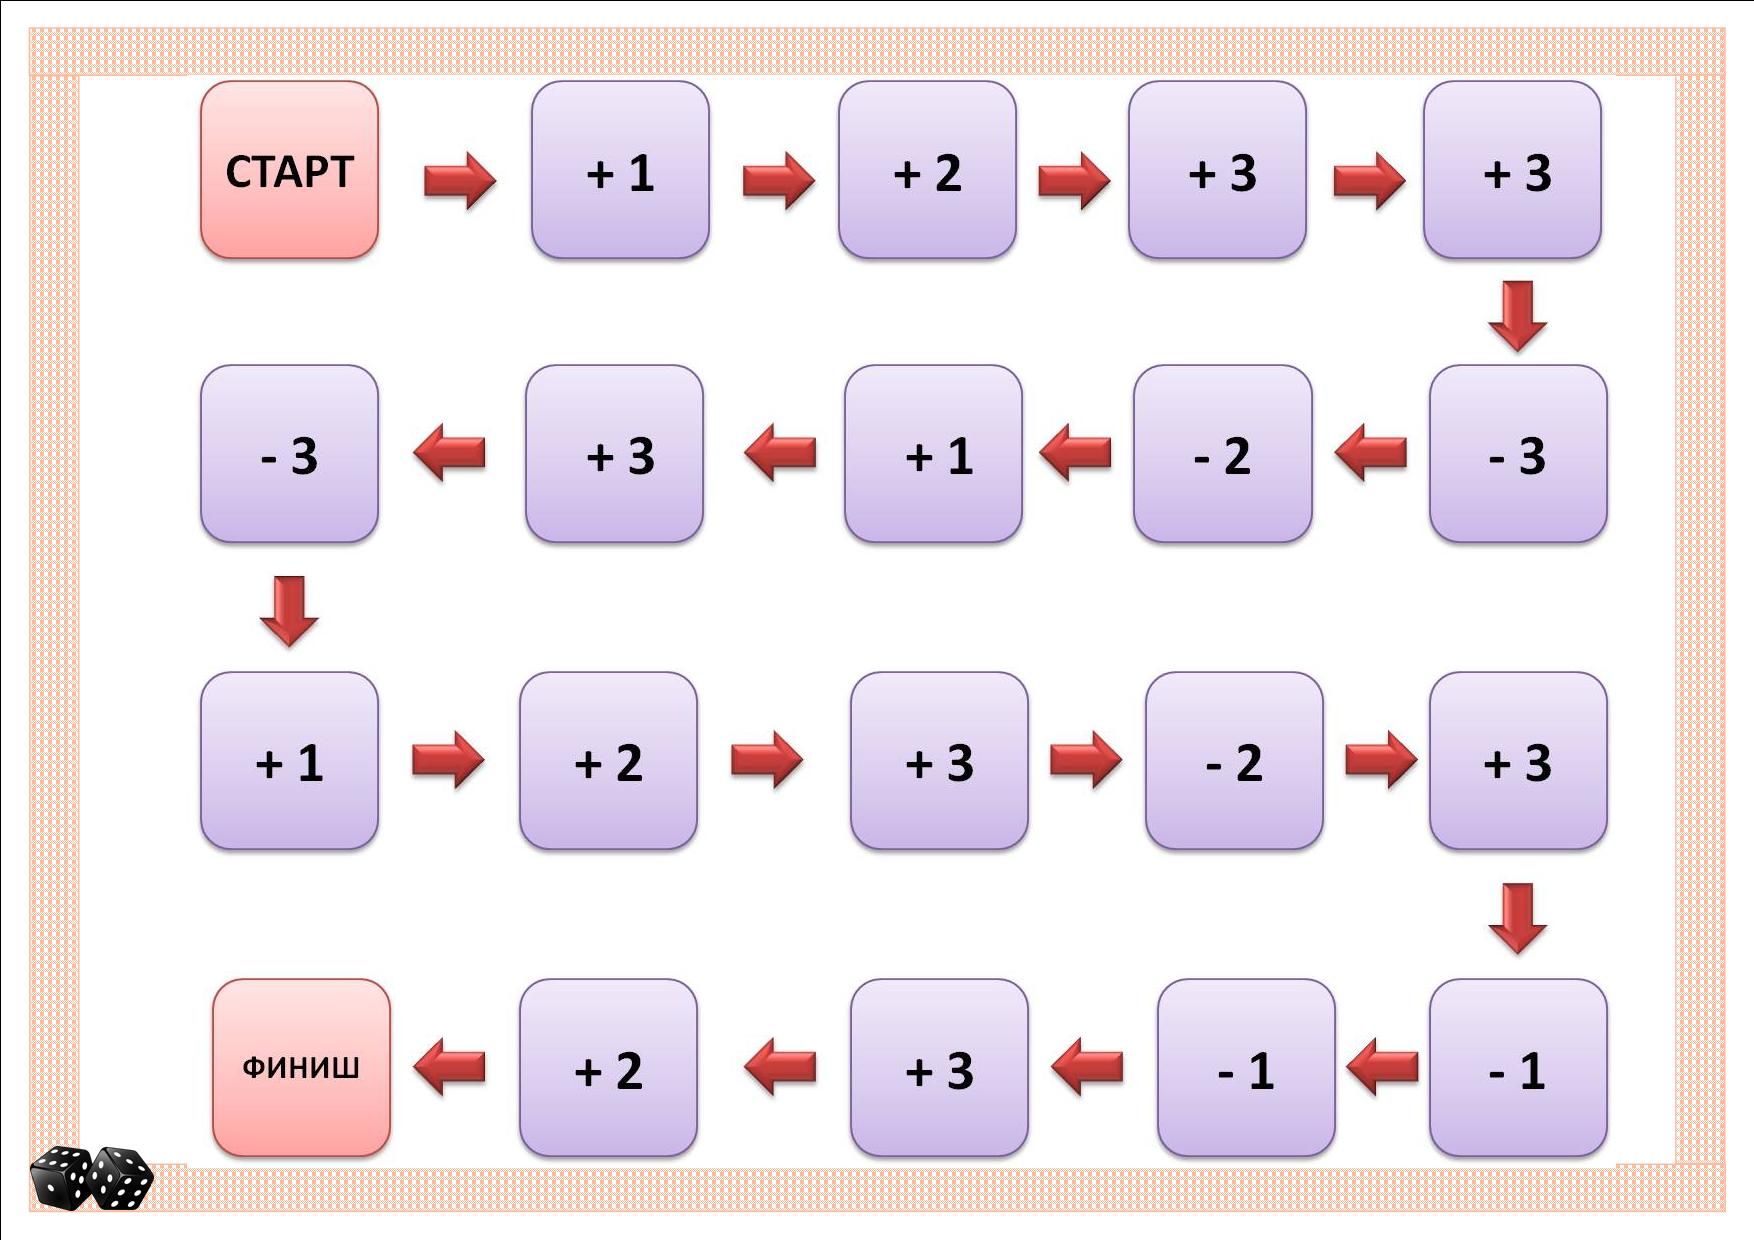 СТАРТ + 1 + 2 + 3 + 3
- 3 + 3 + 1 - 2 - 3
+ 1 + 2 + 3 - 2 + 3
ФИНИШ + 2 + 3 - 1 - 1